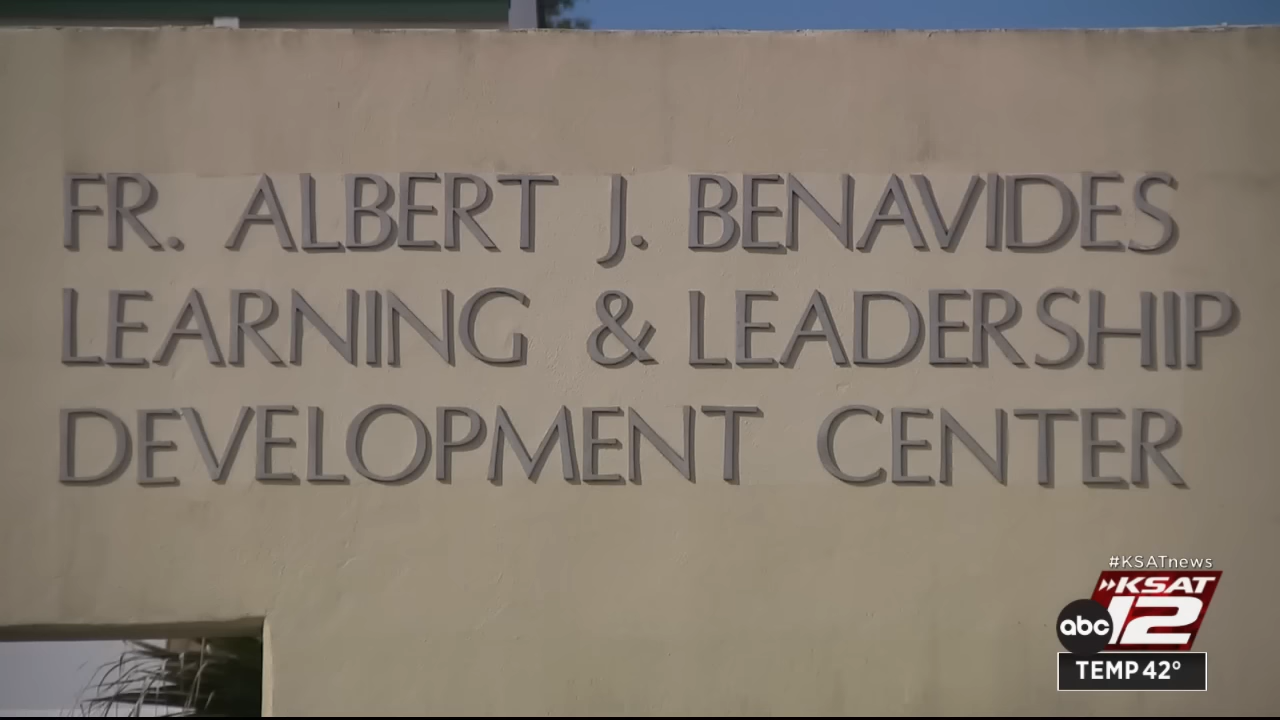 FR. ALBERT J. BENAVIDES
LEARNING & LEADERSHIP
DEVELOPMENT CENTER
#KSATnews
KSAT
abc 12
TEMP 42°